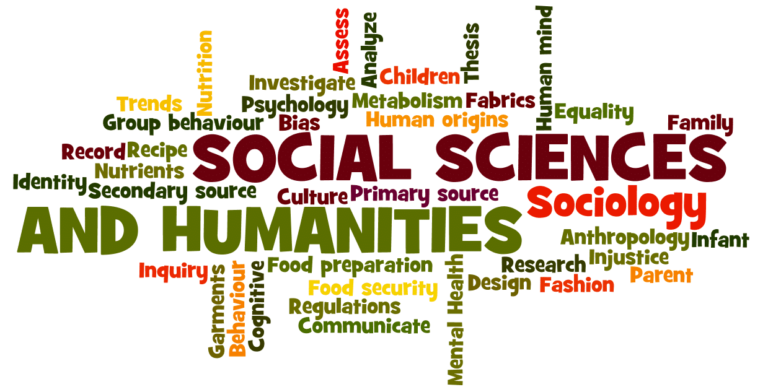 Assess
Analyze
Thesis
Human mind
Nutrition
Children
Investigate
Trends
Psychology
Metabolism
Fabrics
Equality
Group behaviour
Bias
Human origins
Family
Record
Recipe
SOCIAL SCIENCES
Nutrients
Identity
Secondary source
Culture
Primary source
Sociology
AND HUMANITIES
Anthropology
Infant
Injustice
Inquiry
Food preparation
Research
Parent
Garments
Behaviour
Cognitive
Food security
Mental Health
Design
Fashion
Regulations
Communicate